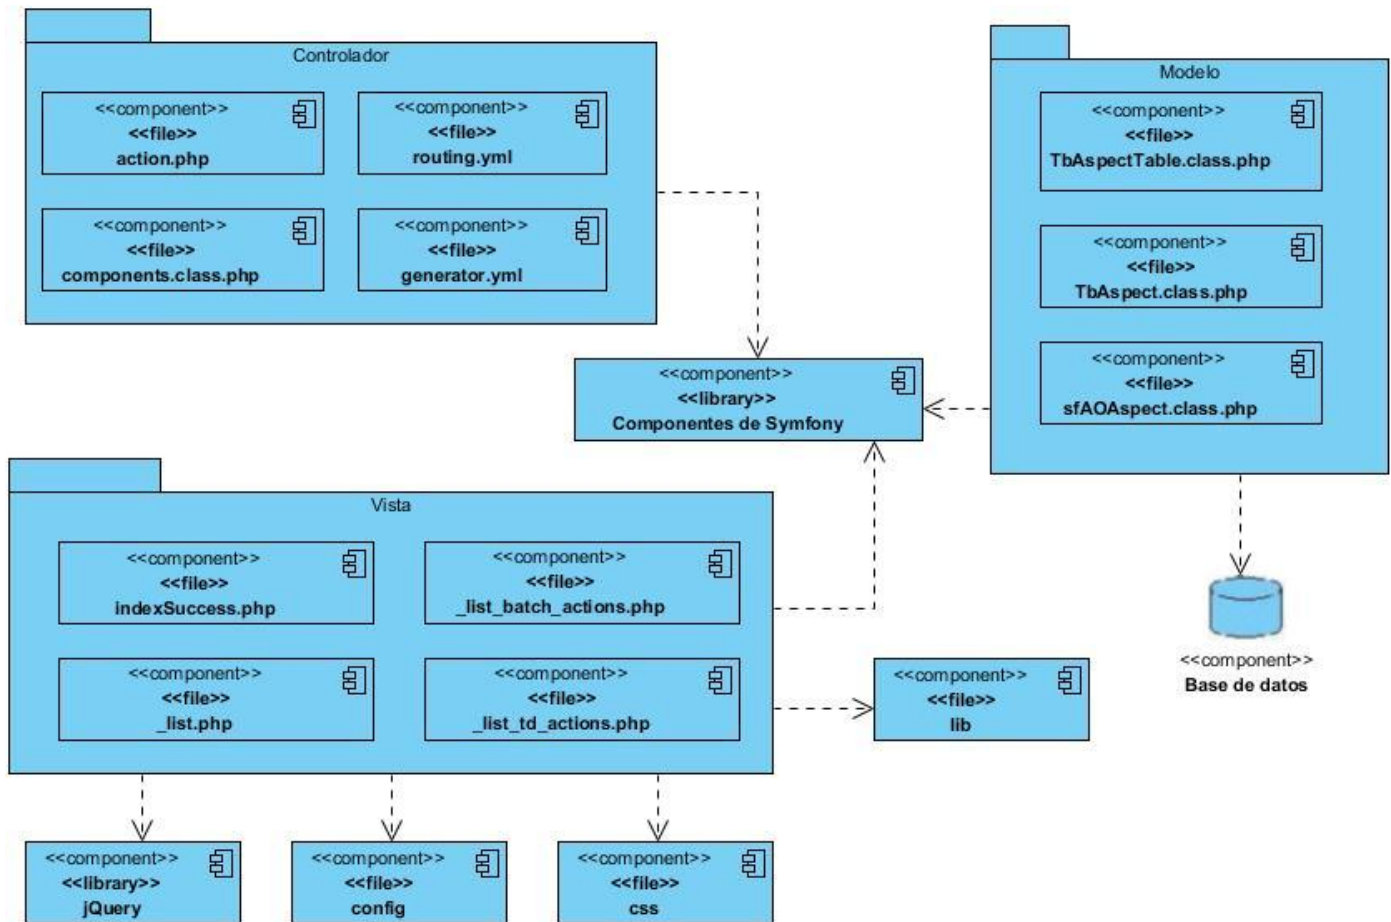 Controlador
<<component>>
<<file>>
action.php
<<component>>
<<file>>
routing.yml
<<component>>
<<file>>
components.class.php
<<component>>
<<file>>
generator.yml
Modelo
<<component>>
<<file>>
TbAspectTable.class.php
<<component>>
<<file>>
TbAspect.class.php
<<component>>
<<file>>
sfAOAspect.class.php
<<component>>
<<library>>
Componentes de Symfony
Vista
<<component>>
<<file>>
indexSuccess.php
<<component>>
<<file>>
_list_batch_actions.php
<<component>>
<<file>>
_list.php
<<component>>
<<file>>
_list_td_actions.php
<<component>>
<<file>>
lib
<<component>>
Base de datos
<<component>>
<<library>>
jQuery
<<component>>
<<file>>
config
<<component>>
<<file>>
css